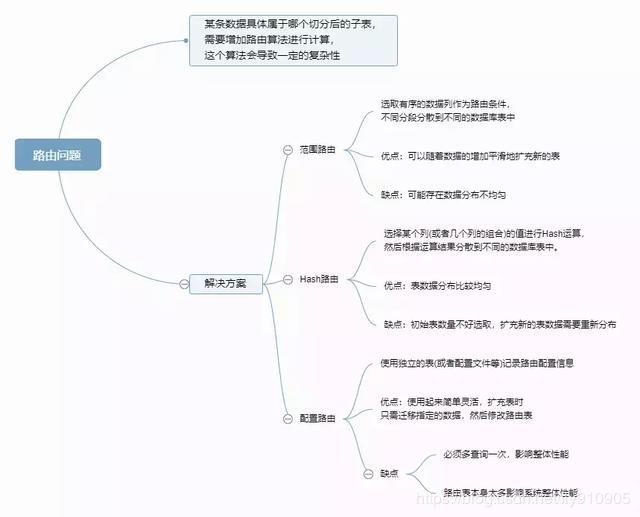 某条数据具体属于哪个切分后的子表，
需要增加路由算法进行计算，
这个算法会导致一定的复杂性
路由问题
解决方案
范围路由
选取有序的数据列作为路由条件，
不同分段分散到不同的数据库表中
优点：可以随着数据的增加平滑地扩充新的表
缺点：可能存在数据分布不均匀
Hash路由
选择某个列(或者几个列的组合)的值进行Hash运算，
然后根据运算结果分散到不同的数据库表中。
优点：表数据分布比较均匀
缺点：初始表数量不好选取，扩充新的表数据需要重新分布
配置路由
使用独立的表(或者配置文件等)记录路由配置信息
优点：使用起来简单灵活，扩充表时
只需迁移指定的数据，然后修改路由表
缺点
必须多查询一次，影响整体性能
路由表本身太多影响系统整体性能